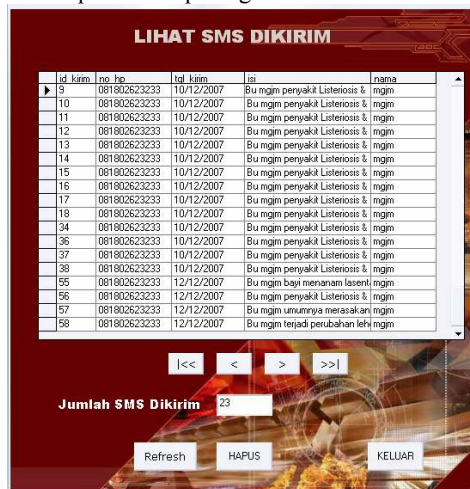 LIHAT SMS DIKIRIM
id_kirim no_hp tgl_kirim isi nama
9 081802623233 10/12/2007 Bu mgjm penyakit Listeriosis & mgjm
10 081802623233 10/12/2007 Bu mgjm penyakit Listeriosis & mgjm
11 081802623233 10/12/2007 Bu mgjm penyakit Listeriosis & mgjm
12 081802623233 10/12/2007 Bu mgjm penyakit Listeriosis & mgjm
13 081802623233 10/12/2007 Bu mgjm penyakit Listeriosis & mgjm
14 081802623233 10/12/2007 Bu mgjm penyakit Listeriosis & mgjm
15 081802623233 10/12/2007 Bu mgjm penyakit Listeriosis & mgjm
16 081802623233 10/12/2007 Bu mgjm penyakit Listeriosis & mgjm
17 081802623233 10/12/2007 Bu mgjm penyakit Listeriosis & mgjm
18 081802623233 10/12/2007 Bu mgjm penyakit Listeriosis & mgjm
34 081802623233 10/12/2007 Bu mgjm penyakit Listeriosis & mgjm
36 081802623233 10/12/2007 Bu mgjm penyakit Listeriosis & mgjm
37 081802623233 10/12/2007 Bu mgjm penyakit Listeriosis & mgjm
38 081802623233 10/12/2007 Bu mgjm penyakit Listeriosis & mgjm
55 081802623233 12/12/2007 Bu mgjm bayi menanam lasent mgjm
56 081802623233 12/12/2007 Bu mgjm penyakit Listeriosis & mgjm
57 081802623233 12/12/2007 Bu mgjm umumnya merasakan mgjm
58 081802623233 12/12/2007 Bu mgjm terjadi perubahan leh mgjm
|<< < > >>|
Jumlah SMS Dikirim 23
Refresh HAPUS KELUAR